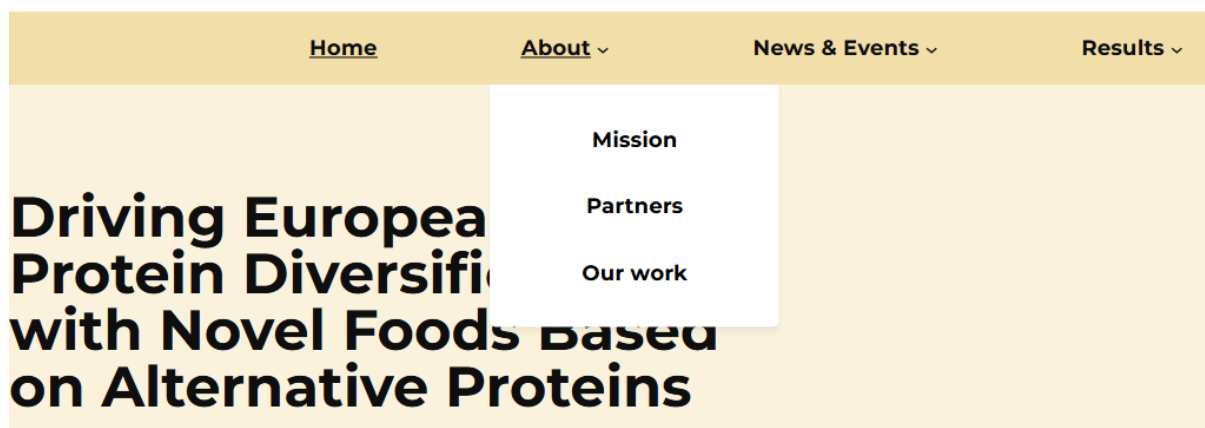 Home
About
News & Events
Results
Mission
Partners
Our work
Driving Europea
Protein Diversifi
with Novel Foods Based
on Alternative Proteins